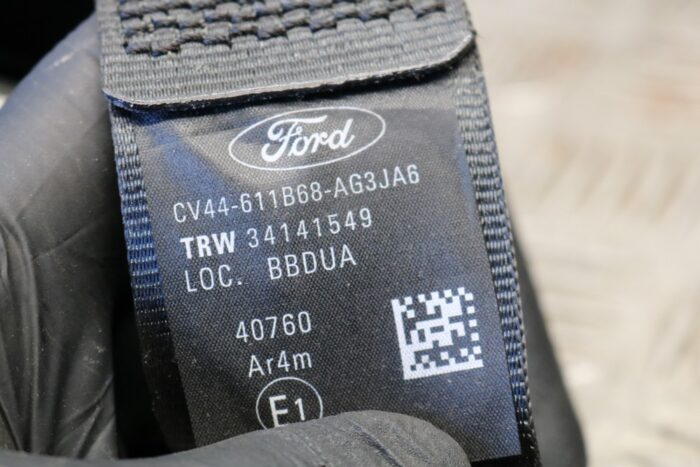 Ford
CV44-611B68-AG3JA6
TRW 34141549
LOC. BBDUA
40760
Ar4m
E1